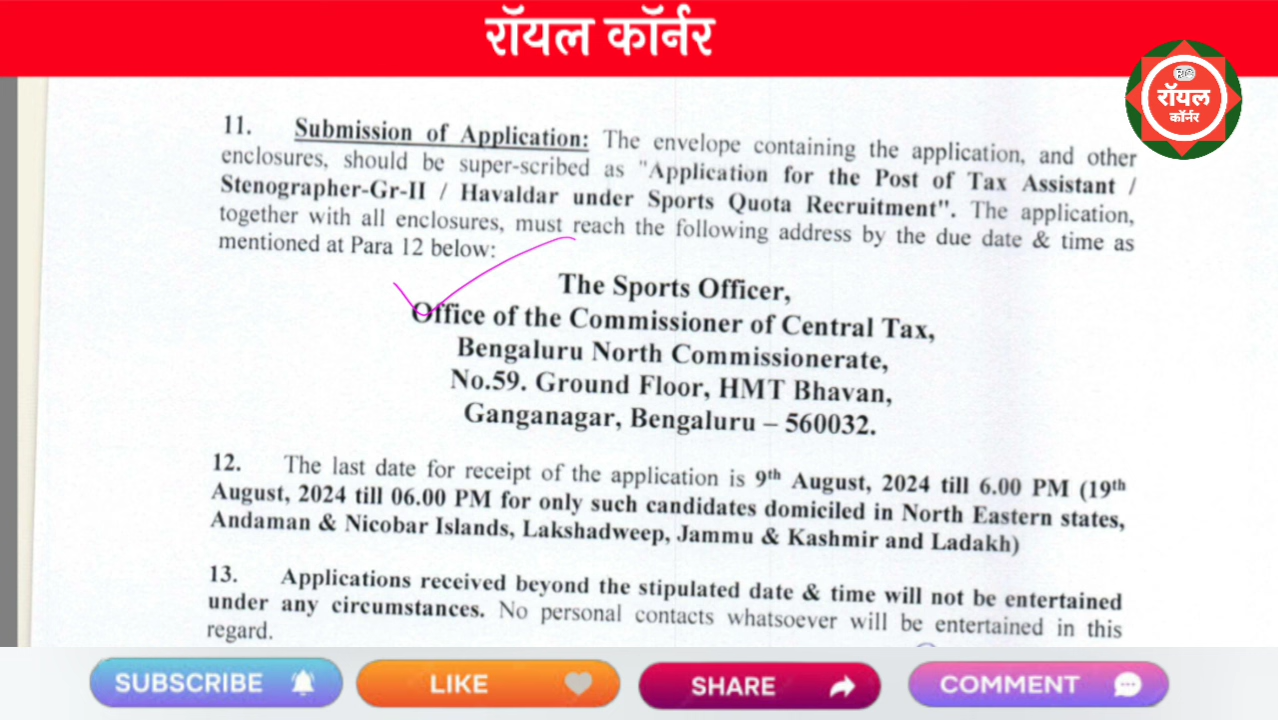 रॉयल कॉर्नर
RC
रॉयल
कॉर्नर
11. Submission of Application: The envelope containing the application, and other
enclosures, should be super-scribed as "Application for the Post of Tax Assistant /
Stenographer-Gr-II / Havaldar under Sports Quota Recruitment". The application,
together with all enclosures, must reach the following address by the due date & time as
mentioned at Para 12 below:
The Sports Officer,
Office of the Commissioner of Central Tax,
Bengaluru North Commissionerate,
No.59. Ground Floor, HMT Bhavan,
Ganganagar, Bengaluru – 560032.
12. The last date for receipt of the application is 9th August, 2024 till 6.00 PM (19th
August, 2024 till 06.00 PM for only such candidates domiciled in North Eastern states,
Andaman & Nicobar Islands, Lakshadweep, Jammu & Kashmir and Ladakh)
13. Applications received beyond the stipulated date & time will not be entertained
under any circumstances. No personal contacts whatsoever will be entertained in this
regard.
SUBSCRIBE
LIKE
SHARE
COMMENT